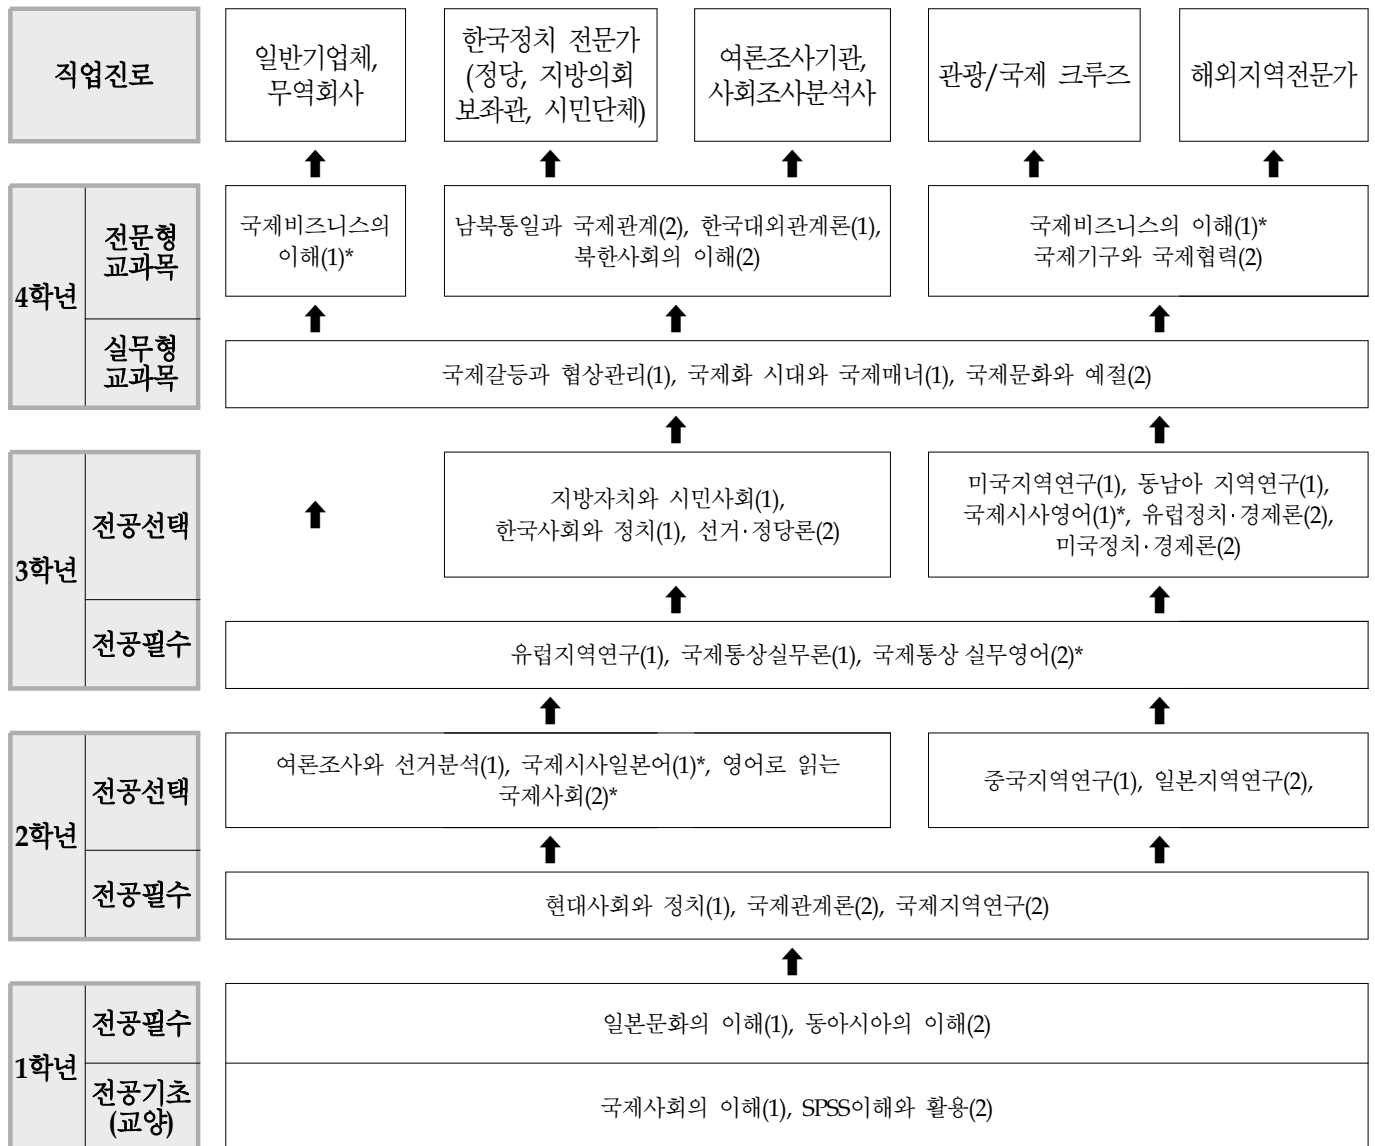 직업진로
일반기업체,
무역회사
한국정치 전문가
(정당, 지방의회
보좌관, 시민단체)
여론조사기관,
사회조사분석사
관광/국제 크루즈
해외지역전문가
4학년
전문형
교과목
국제비즈니스의
이해(1)*
남북통일과 국제관계(2), 한국대외관계론(1),
북한사회의 이해(2)
국제비즈니스의 이해(1)*
국제기구와 국제협력(2)
실무형
교과목
국제갈등과 협상관리(1), 국제화 시대와 국제매너(1), 국제문화와 예절(2)
3학년
전공선택
지방자치와 시민사회(1),
한국사회와 정치(1), 선거·정당론(2)
미국지역연구(1), 동남아 지역연구(1),
국제시사영어(1)*, 유럽정치·경제론(2),
미국정치·경제론(2)
전공필수
유럽지역연구(1), 국제통상실무론(1), 국제통상 실무영어(2)*
2학년
전공선택
여론조사와 선거분석(1), 국제시사일본어(1)*, 영어로 읽는
국제사회(2)*
중국지역연구(1), 일본지역연구(2),
전공필수
현대사회와 정치(1), 국제관계론(2), 국제지역연구(2)
1학년
전공필수
일본문화의 이해(1), 동아시아의 이해(2)
전공기초
(교양)
국제사회의 이해(1), SPSS이해와 활용(2)